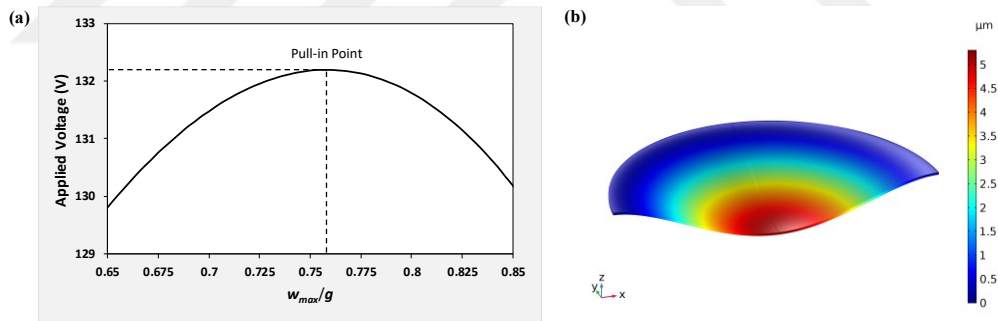 (a)
133
132
131
130
129
Applied Voltage (V)
Pull-in Point
0.65 0.675 0.7 0.725 0.75 0.775 0.8 0.825 0.85
w_max/g
(b)
µm
5
4.5
4
3.5
3
2.5
2
1.5
1
0.5
0
z
y
x